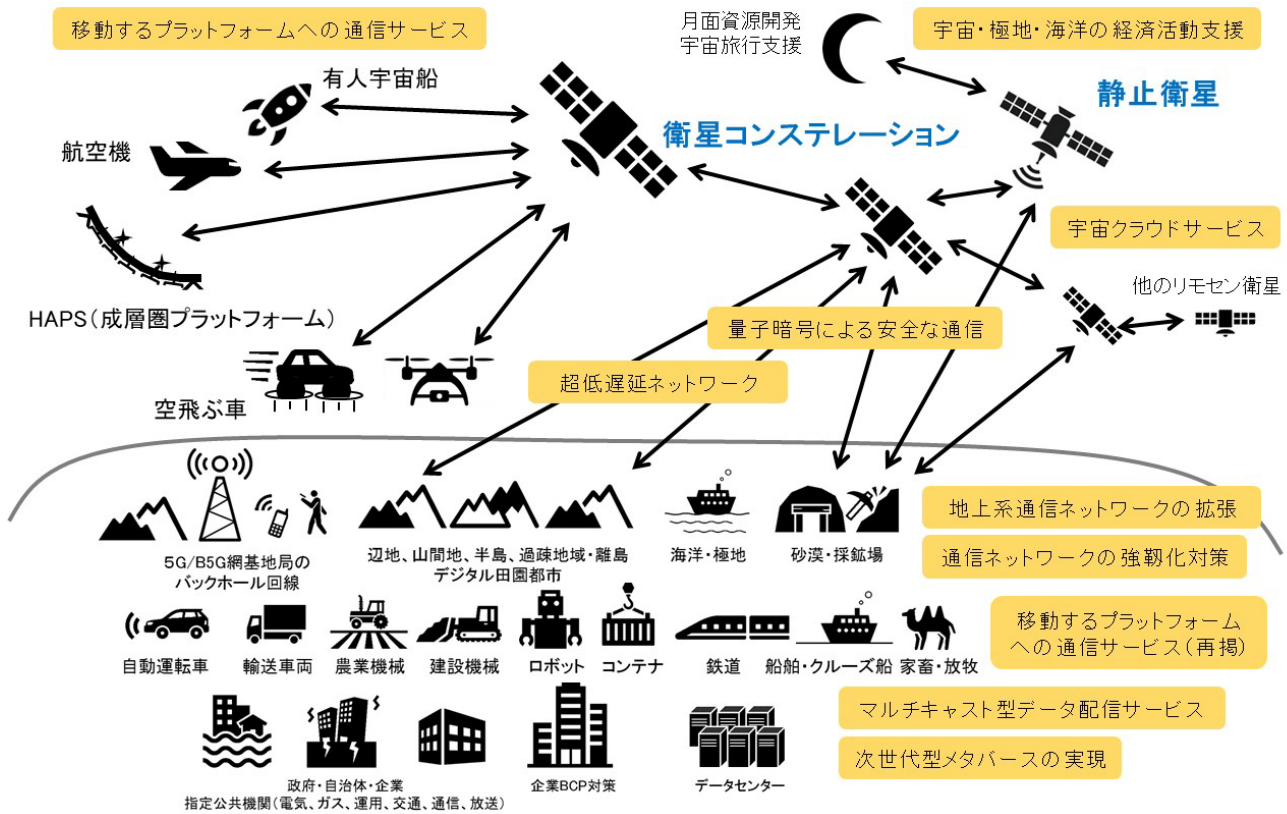 移動するプラットフォームへの通信サービス
月面資源開発
宇宙旅行支援
宇宙・極地・海洋の経済活動支援
有人宇宙船
静止衛星
衛星コンステレーション
航空機
宇宙クラウドサービス
他のリモセン衛星
HAPS(成層圏プラットフォーム)
量子暗号による安全な通信
超低遅延ネットワーク
空飛ぶ車
地上系通信ネットワークの拡張
5G/B5G網基地局の
バックホール回線
辺地、山間地、半島、過疎地域・離島
デジタル田園都市
海洋・極地
砂漠・採鉱場
通信ネットワークの強靱化対策
移動するプラットフォーム
への通信サービス(再掲)
自動運転車
輸送車両
農業機械
建設機械
ロボット
コンテナ
鉄道
船舶・クルーズ船
家畜・放牧
マルチキャスト型データ配信サービス
次世代型メタバースの実現
政府・自治体・企業
指定公共機関(電気、ガス、運用、交通、通信、放送)
企業BCP対策
データセンター